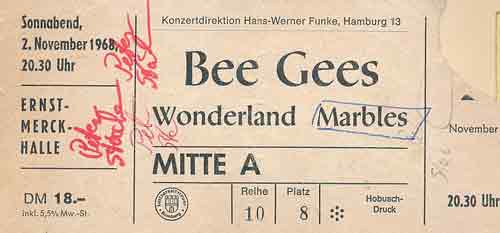 Sonnabend,
2. November 1968,
20.30 Uhr
ERNST-
MERCK-
HALLE
DM 18.-
inkl. 5,5% Mw.-St.
Konzertdirektion Hans-Werner Funke, Hamburg 13
Bee Gees
Wonderland Marbles
MITTE A
Reihe Platz
10 8
Hobusch-
Druck
November
20.30 Uhr